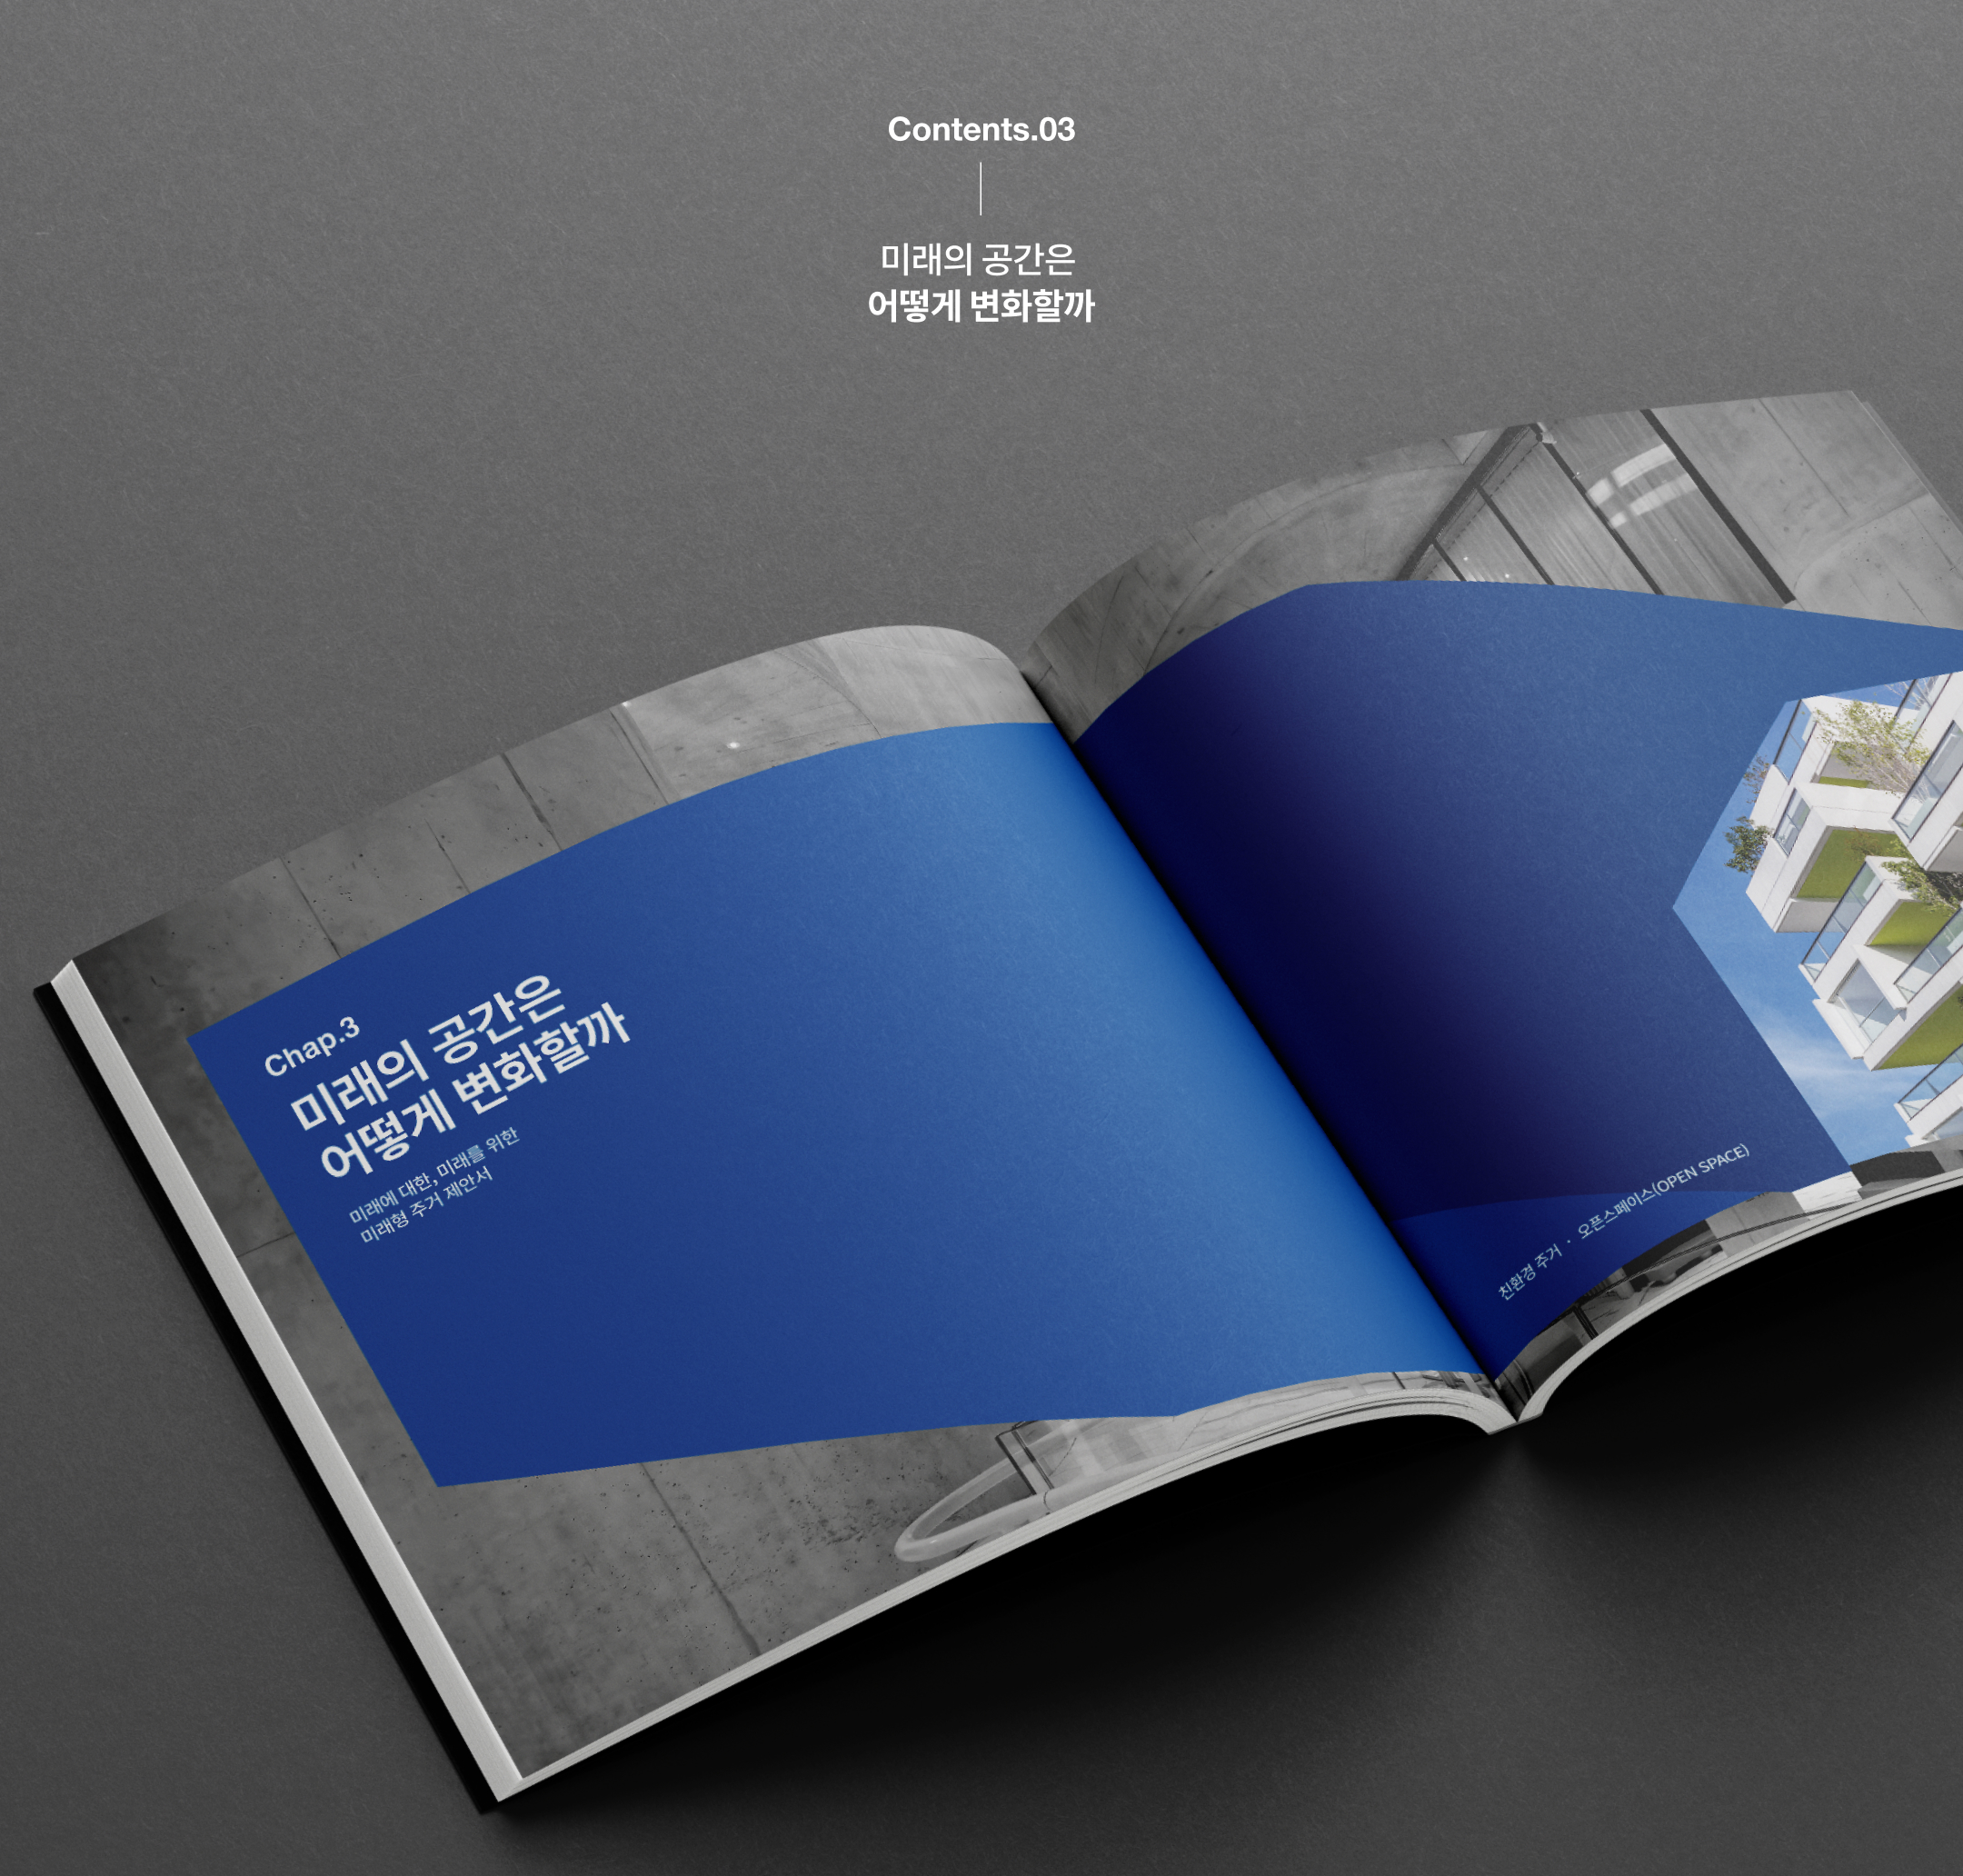 Contents.03
미래의 공간은
어떻게 변화할까
Chap.3
미래의 공간은
어떻게 변화할까
미래에 대한, 미래를 위한
미래형 주거 제안서
친환경 주거 · 오픈스페이스(OPEN SPACE)